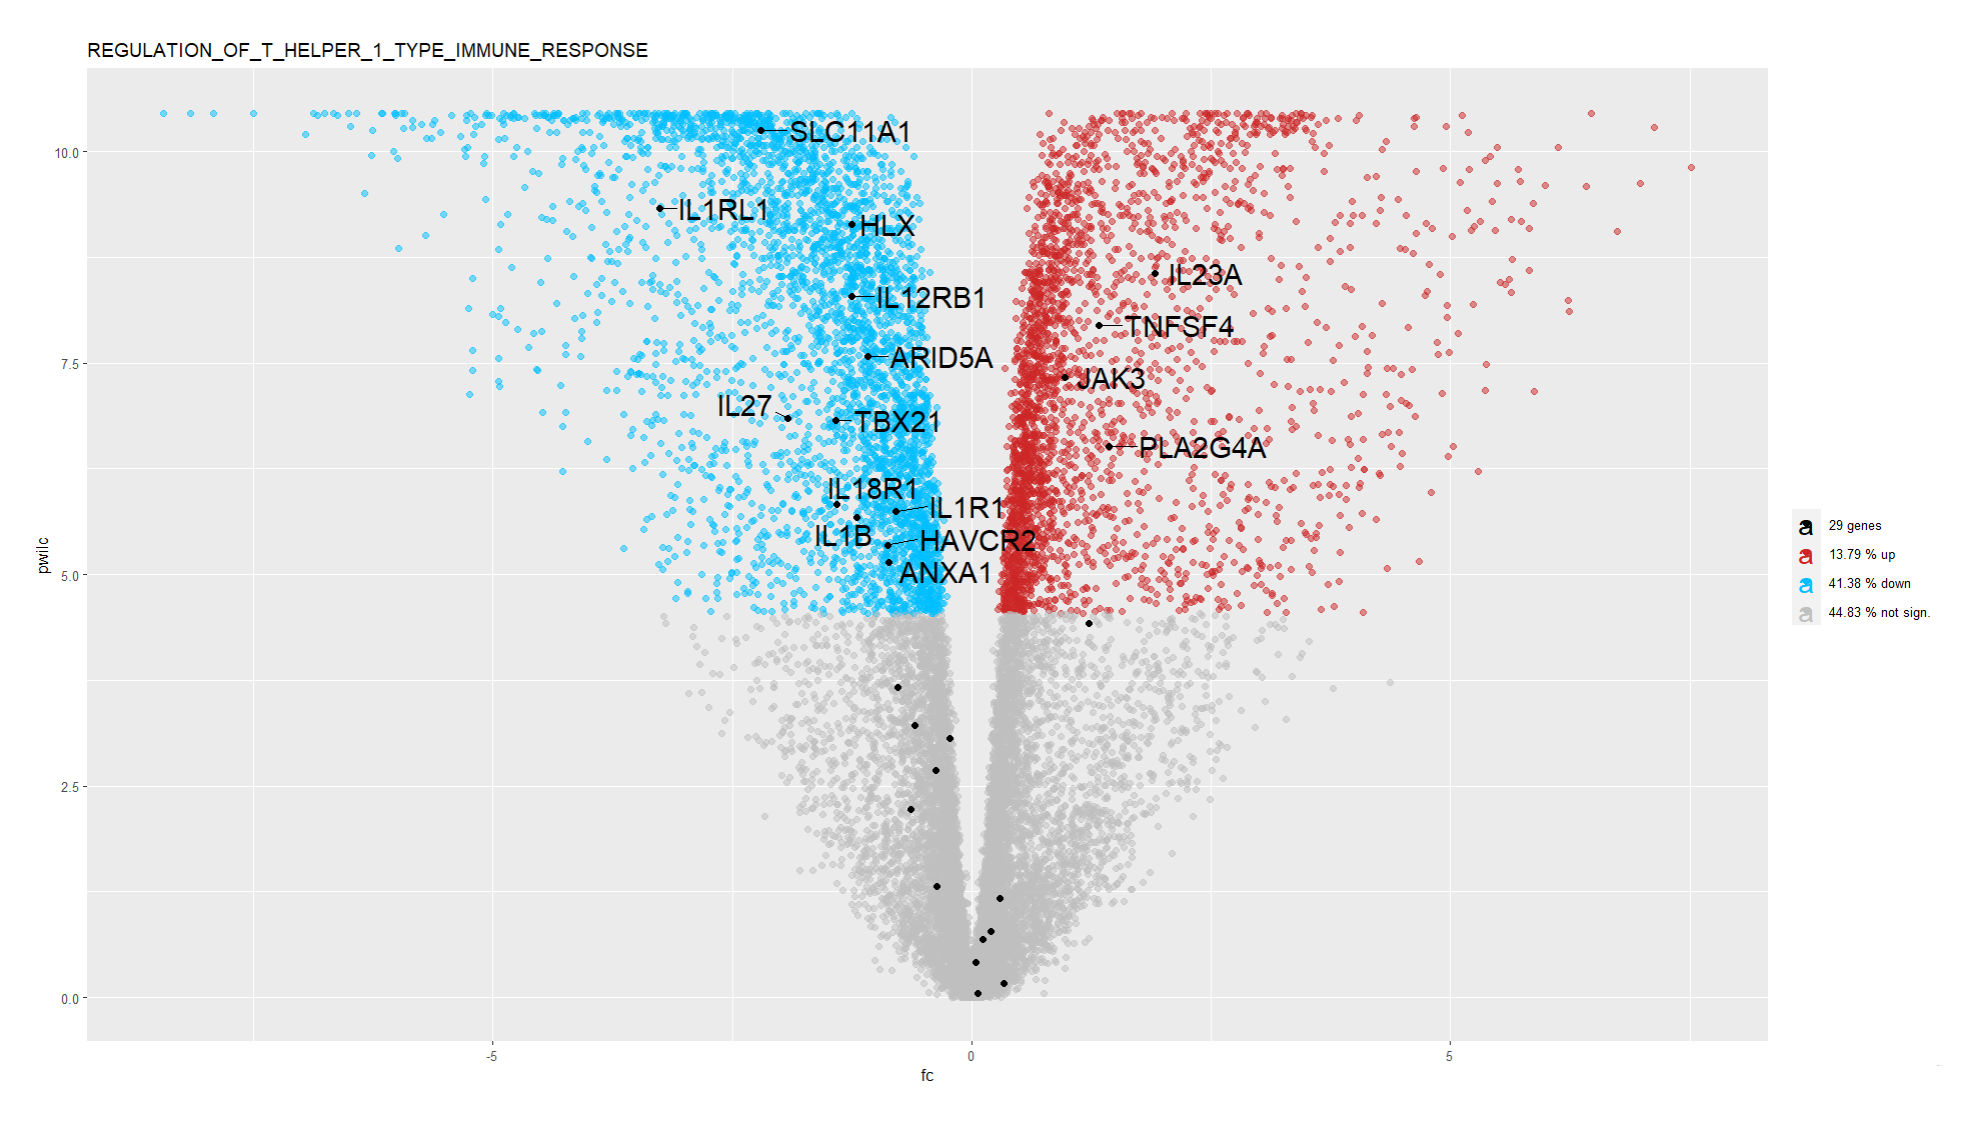 REGULATION_OF_T_HELPER_1_TYPE_IMMUNE_RESPONSE
10.0
7.5
5.0
2.5
0.0
pwilc
SLC11A1
IL1RL1
HLX
IL12RB1
ARID5A
IL27
TBX21
IL18R1
IL1R1
IL1B
HAVCR2
ANXA1
IL23A
TNFSF4
JAK3
PLA2G4A
-5
0
5
fc
a 29 genes
a 13.79 % up
a 41.38 % down
a 44.83 % not sign.